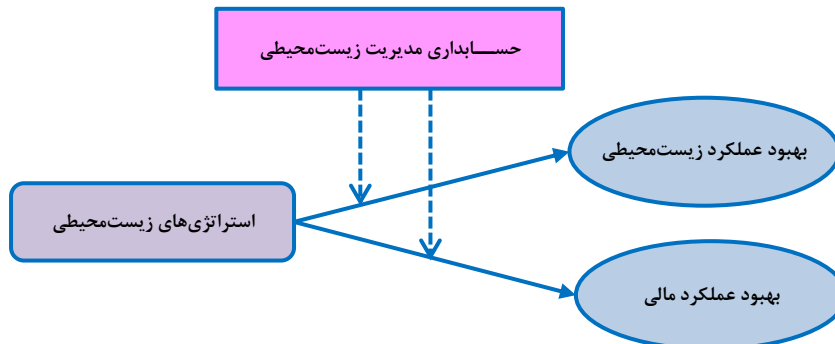 حســـابداری مدیریت زیست‌محیطی
بهبود عملکرد زیست‌محیطی
استراتژی‌های زیست‌محیطی
بهبود عملکرد مالی